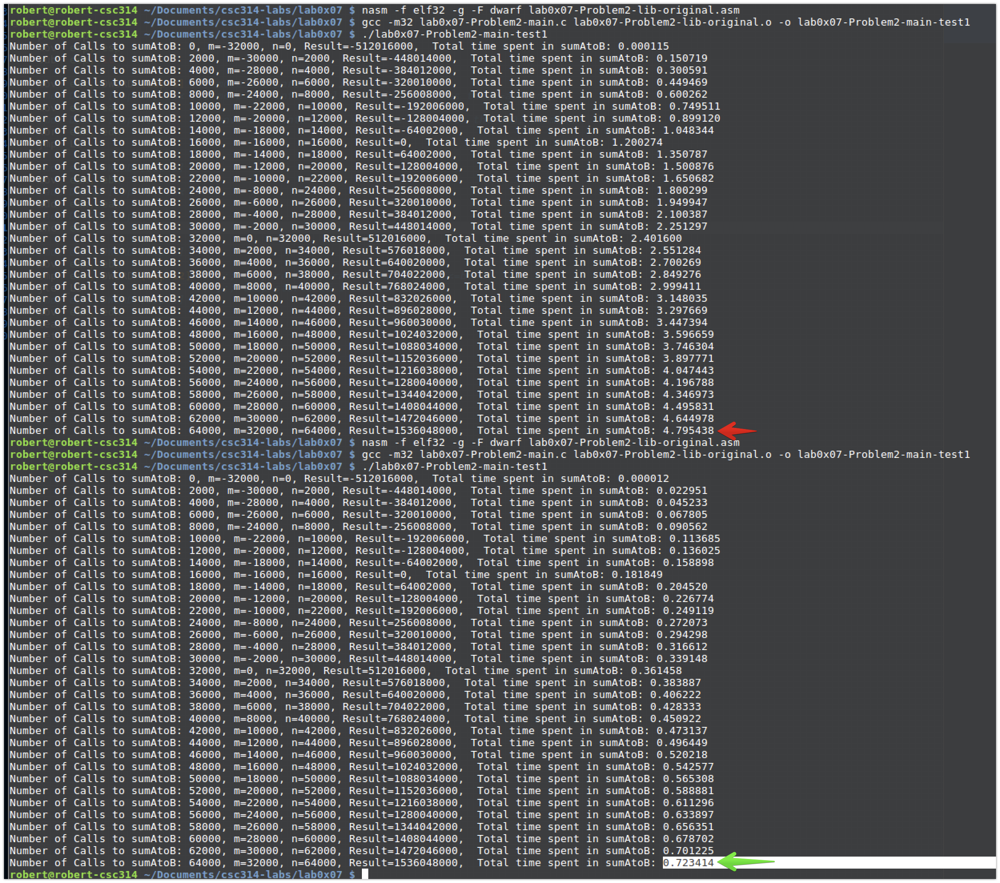 robert@robert-csc314 ~/Documents/csc314-labs/lab0x07 $ nasm -f elf32 -g -F dwarf lab0x07-Problem2-lib-original.asm
robert@robert-csc314 ~/Documents/csc314-labs/lab0x07 $ gcc -m32 lab0x07-Problem2-main.c lab0x07-Problem2-lib-original.o -o lab0x07-Problem2-main-test1
robert@robert-csc314 ~/Documents/csc314-labs/lab0x07 $ ./lab0x07-Problem2-main-test1
Number of Calls to sumAtoB: 0, m=-32000, n=0, Result=-512016000,  Total time spent in sumAtoB: 0.000115
Number of Calls to sumAtoB: 2000, m=-30000, n=2000, Result=-448014000,  Total time spent in sumAtoB: 0.150719
Number of Calls to sumAtoB: 4000, m=-28000, n=4000, Result=-384012000,  Total time spent in sumAtoB: 0.300591
Number of Calls to sumAtoB: 6000, m=-26000, n=6000, Result=-320010000,  Total time spent in sumAtoB: 0.449469
Number of Calls to sumAtoB: 8000, m=-24000, n=8000, Result=-256008000,  Total time spent in sumAtoB: 0.600262
Number of Calls to sumAtoB: 10000, m=-22000, n=10000, Result=-192006000,  Total time spent in sumAtoB: 0.749511
Number of Calls to sumAtoB: 12000, m=-20000, n=12000, Result=-128004000,  Total time spent in sumAtoB: 0.899120
Number of Calls to sumAtoB: 14000, m=-18000, n=14000, Result=-64002000,  Total time spent in sumAtoB: 1.048344
Number of Calls to sumAtoB: 16000, m=-16000, n=16000, Result=0,  Total time spent in sumAtoB: 1.200274
Number of Calls to sumAtoB: 18000, m=-14000, n=18000, Result=64002000,  Total time spent in sumAtoB: 1.350787
Number of Calls to sumAtoB: 20000, m=-12000, n=20000, Result=128004000,  Total time spent in sumAtoB: 1.500876
Number of Calls to sumAtoB: 22000, m=-10000, n=22000, Result=192006000,  Total time spent in sumAtoB: 1.650682
Number of Calls to sumAtoB: 24000, m=-8000, n=24000, Result=256008000,  Total time spent in sumAtoB: 1.800299
Number of Calls to sumAtoB: 26000, m=-6000, n=26000, Result=320010000,  Total time spent in sumAtoB: 1.949947
Number of Calls to sumAtoB: 28000, m=-4000, n=28000, Result=384012000,  Total time spent in sumAtoB: 2.100387
Number of Calls to sumAtoB: 30000, m=-2000, n=30000, Result=448014000,  Total time spent in sumAtoB: 2.251297
Number of Calls to sumAtoB: 32000, m=0, n=32000, Result=512016000,  Total time spent in sumAtoB: 2.401600
Number of Calls to sumAtoB: 34000, m=2000, n=34000, Result=576018000,  Total time spent in sumAtoB: 2.551284
Number of Calls to sumAtoB: 36000, m=4000, n=36000, Result=640020000,  Total time spent in sumAtoB: 2.700269
Number of Calls to sumAtoB: 38000, m=6000, n=38000, Result=704022000,  Total time spent in sumAtoB: 2.849276
Number of Calls to sumAtoB: 40000, m=8000, n=40000, Result=768024000,  Total time spent in sumAtoB: 2.999411
Number of Calls to sumAtoB: 42000, m=10000, n=42000, Result=832026000,  Total time spent in sumAtoB: 3.148035
Number of Calls to sumAtoB: 44000, m=12000, n=44000, Result=896028000,  Total time spent in sumAtoB: 3.297669
Number of Calls to sumAtoB: 46000, m=14000, n=46000, Result=960030000,  Total time spent in sumAtoB: 3.447394
Number of Calls to sumAtoB: 48000, m=16000, n=48000, Result=1024032000,  Total time spent in sumAtoB: 3.596659
Number of Calls to sumAtoB: 50000, m=18000, n=50000, Result=1088034000,  Total time spent in sumAtoB: 3.746304
Number of Calls to sumAtoB: 52000, m=20000, n=52000, Result=1152036000,  Total time spent in sumAtoB: 3.897771
Number of Calls to sumAtoB: 54000, m=22000, n=54000, Result=1216038000,  Total time spent in sumAtoB: 4.047443
Number of Calls to sumAtoB: 56000, m=24000, n=56000, Result=1280040000,  Total time spent in sumAtoB: 4.196788
Number of Calls to sumAtoB: 58000, m=26000, n=58000, Result=1344042000,  Total time spent in sumAtoB: 4.346973
Number of Calls to sumAtoB: 60000, m=28000, n=60000, Result=1408044000,  Total time spent in sumAtoB: 4.495831
Number of Calls to sumAtoB: 62000, m=30000, n=62000, Result=1472046000,  Total time spent in sumAtoB: 4.644978
Number of Calls to sumAtoB: 64000, m=32000, n=64000, Result=1536048000,  Total time spent in sumAtoB: 4.795438
robert@robert-csc314 ~/Documents/csc314-labs/lab0x07 $ nasm -f elf32 -g -F dwarf lab0x07-Problem2-lib-original.asm
robert@robert-csc314 ~/Documents/csc314-labs/lab0x07 $ gcc -m32 lab0x07-Problem2-main.c lab0x07-Problem2-lib-original.o -o lab0x07-Problem2-main-test1
robert@robert-csc314 ~/Documents/csc314-labs/lab0x07 $ ./lab0x07-Problem2-main-test1
Number of Calls to sumAtoB: 0, m=-32000, n=0, Result=-512016000,  Total time spent in sumAtoB: 0.000012
Number of Calls to sumAtoB: 2000, m=-30000, n=2000, Result=-448014000,  Total time spent in sumAtoB: 0.022951
Number of Calls to sumAtoB: 4000, m=-28000, n=4000, Result=-384012000,  Total time spent in sumAtoB: 0.045233
Number of Calls to sumAtoB: 6000, m=-26000, n=6000, Result=-320010000,  Total time spent in sumAtoB: 0.067805
Number of Calls to sumAtoB: 8000, m=-24000, n=8000, Result=-256008000,  Total time spent in sumAtoB: 0.090562
Number of Calls to sumAtoB: 10000, m=-22000, n=10000, Result=-192006000,  Total time spent in sumAtoB: 0.113685
Number of Calls to sumAtoB: 12000, m=-20000, n=12000, Result=-128004000,  Total time spent in sumAtoB: 0.136025
Number of Calls to sumAtoB: 14000, m=-18000, n=14000, Result=-64002000,  Total time spent in sumAtoB: 0.158898
Number of Calls to sumAtoB: 16000, m=-16000, n=16000, Result=0,  Total time spent in sumAtoB: 0.181849
Number of Calls to sumAtoB: 18000, m=-14000, n=18000, Result=64002000,  Total time spent in sumAtoB: 0.204520
Number of Calls to sumAtoB: 20000, m=-12000, n=20000, Result=128004000,  Total time spent in sumAtoB: 0.226774
Number of Calls to sumAtoB: 22000, m=-10000, n=22000, Result=192006000,  Total time spent in sumAtoB: 0.249119
Number of Calls to sumAtoB: 24000, m=-8000, n=24000, Result=256008000,  Total time spent in sumAtoB: 0.272073
Number of Calls to sumAtoB: 26000, m=-6000, n=26000, Result=320010000,  Total time spent in sumAtoB: 0.294298
Number of Calls to sumAtoB: 28000, m=-4000, n=28000, Result=384012000,  Total time spent in sumAtoB: 0.316612
Number of Calls to sumAtoB: 30000, m=-2000, n=30000, Result=448014000,  Total time spent in sumAtoB: 0.339148
Number of Calls to sumAtoB: 32000, m=0, n=32000, Result=512016000,  Total time spent in sumAtoB: 0.361458
Number of Calls to sumAtoB: 34000, m=2000, n=34000, Result=576018000,  Total time spent in sumAtoB: 0.383887
Number of Calls to sumAtoB: 36000, m=4000, n=36000, Result=640020000,  Total time spent in sumAtoB: 0.406222
Number of Calls to sumAtoB: 38000, m=6000, n=38000, Result=704022000,  Total time spent in sumAtoB: 0.428333
Number of Calls to sumAtoB: 40000, m=8000, n=40000, Result=768024000,  Total time spent in sumAtoB: 0.450922
Number of Calls to sumAtoB: 42000, m=10000, n=42000, Result=832026000,  Total time spent in sumAtoB: 0.473137
Number of Calls to sumAtoB: 44000, m=12000, n=44000, Result=896028000,  Total time spent in sumAtoB: 0.496449
Number of Calls to sumAtoB: 46000, m=14000, n=46000, Result=960030000,  Total time spent in sumAtoB: 0.520218
Number of Calls to sumAtoB: 48000, m=16000, n=48000, Result=1024032000,  Total time spent in sumAtoB: 0.542577
Number of Calls to sumAtoB: 50000, m=18000, n=50000, Result=1088034000,  Total time spent in sumAtoB: 0.565308
Number of Calls to sumAtoB: 52000, m=20000, n=52000, Result=1152036000,  Total time spent in sumAtoB: 0.588881
Number of Calls to sumAtoB: 54000, m=22000, n=54000, Result=1216038000,  Total time spent in sumAtoB: 0.611296
Number of Calls to sumAtoB: 56000, m=24000, n=56000, Result=1280040000,  Total time spent in sumAtoB: 0.633897
Number of Calls to sumAtoB: 58000, m=26000, n=58000, Result=1344042000,  Total time spent in sumAtoB: 0.656351
Number of Calls to sumAtoB: 60000, m=28000, n=60000, Result=1408044000,  Total time spent in sumAtoB: 0.678702
Number of Calls to sumAtoB: 62000, m=30000, n=62000, Result=1472046000,  Total time spent in sumAtoB: 0.701225
Number of Calls to sumAtoB: 64000, m=32000, n=64000, Result=1536048000,  Total time spent in sumAtoB: 0.723414
robert@robert-csc314 ~/Documents/csc314-labs/lab0x07 $